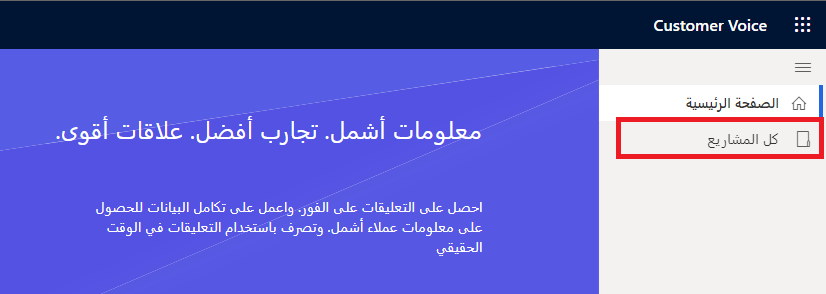 Customer Voice
الصفحة الرئيسية
كل المشاريع
معلومات أشمل. تجارب أفضل. علاقات أقوى.
احصل على التعليقات على الفور. واعمل على تكامل البيانات للحصول
على معلومات عملاء أشمل. وتصرف باستخدام التعليقات في الوقت
الحقيقي